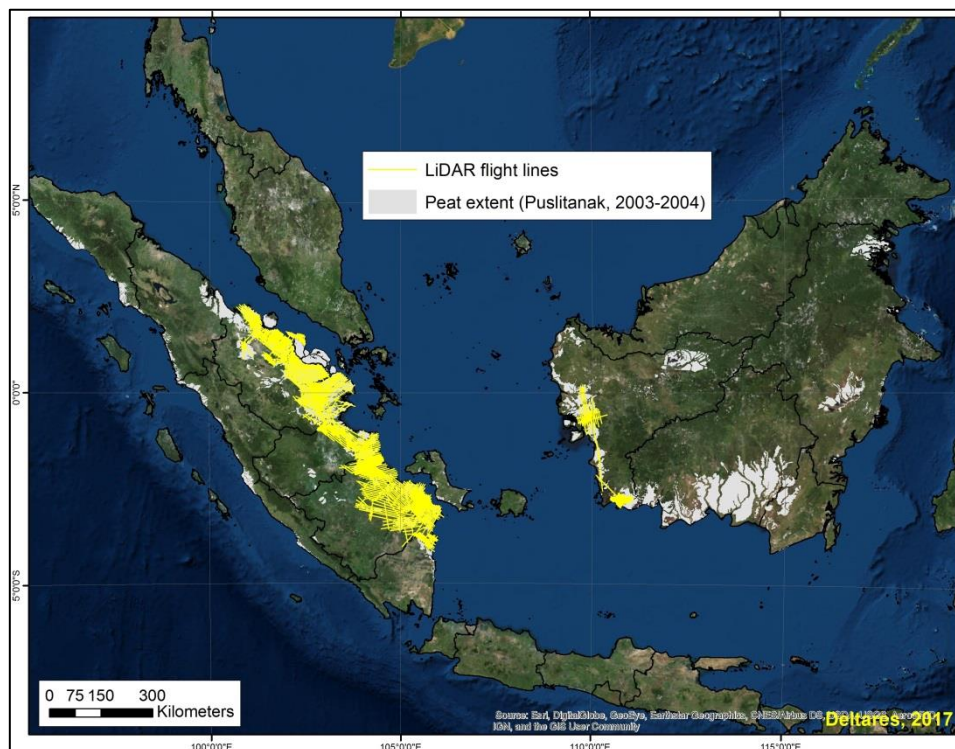 LiDAR flight lines
Peat extent (Puslitanak, 2003-2004)
5°0'0"N
0°0'0"
5°0'0"S
0 75 150 300
Kilometers
Source: Esri, DigitalGlobe, GeoEye, Earthstar Geographics, CNES/Airbus DS,
IGN, and the GIS User Community
Deltares, 2017
100°0'0"E 105°0'0"E 110°0'0"E 115°0'0"E